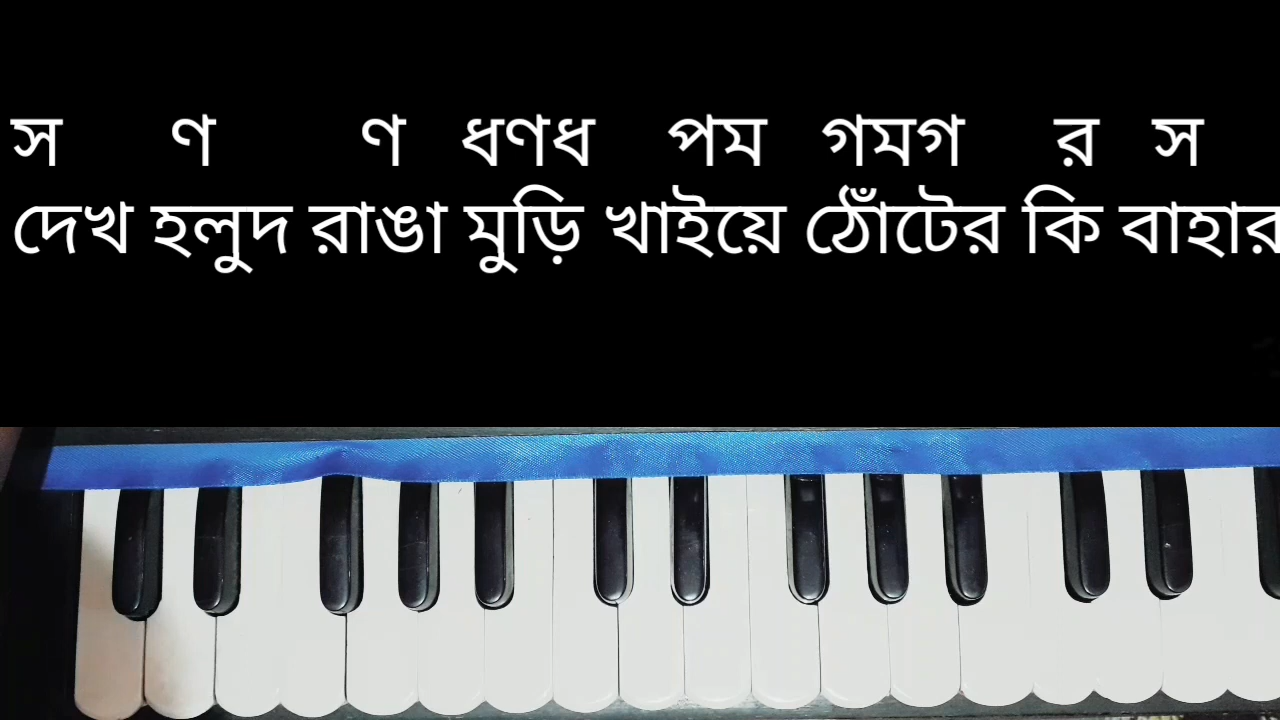 স ণ ণ ধণধ পম গমগ র স
দেখ হলুদ রাঙা মুড়ি খাইয়ে ঠোঁটের কি বাহার